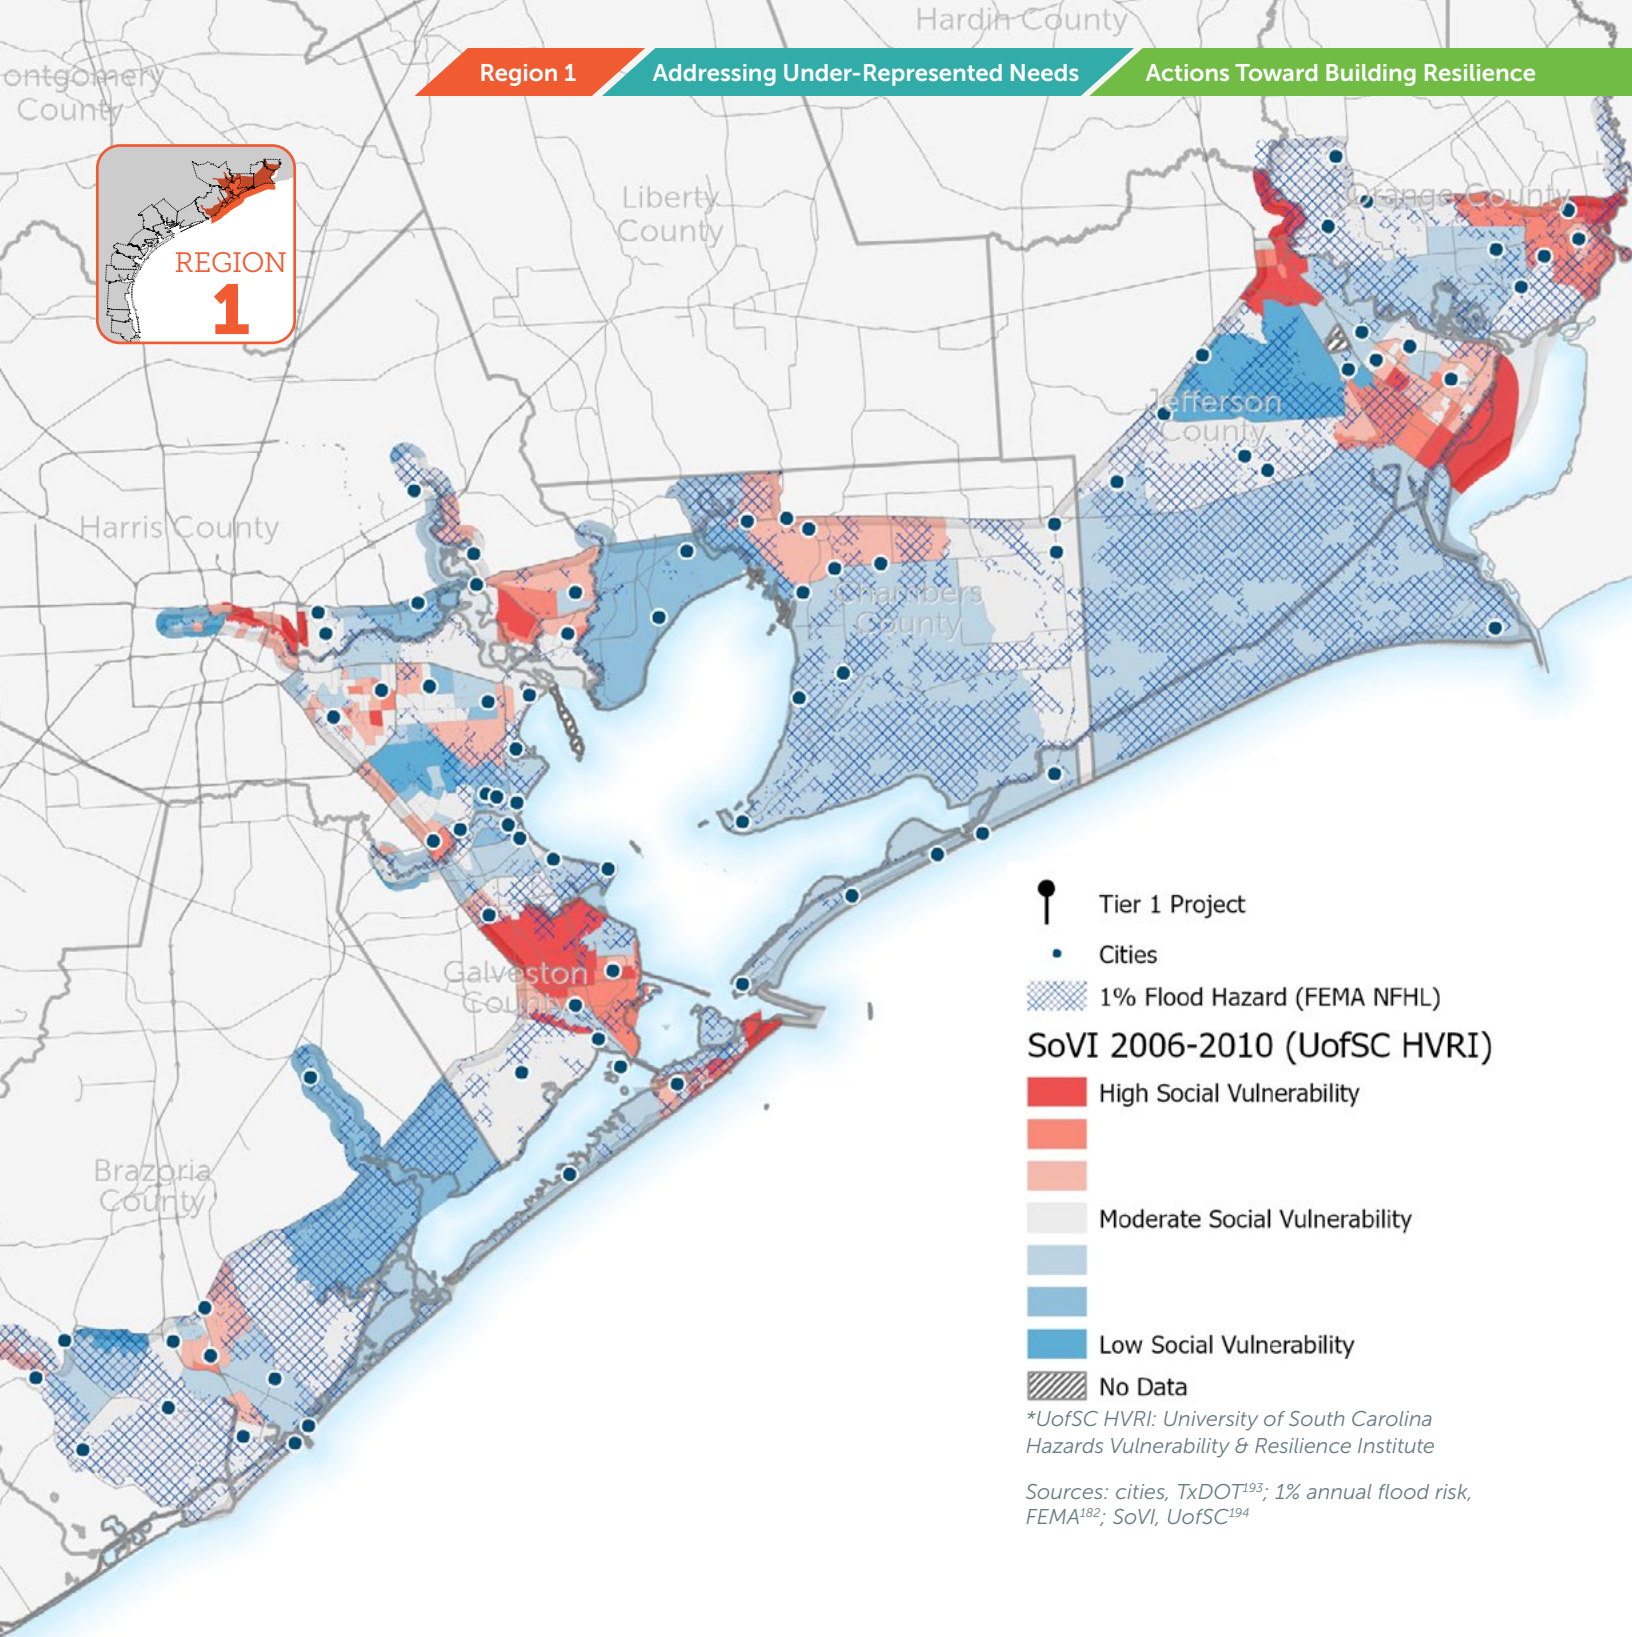 Hardin County
Region 1
Addressing Under-Represented Needs
Actions Toward Building Resilience
ontgomery
County
Liberty
County
Orange County
REGION
1
Jefferson
County
Harris County
Chambers
County
Galveston
County
Brazoria
County
Tier 1 Project
Cities
1% Flood Hazard (FEMA NFHL)
SoVI 2006-2010 (UofSC HVRI)
High Social Vulnerability
Moderate Social Vulnerability
Low Social Vulnerability
No Data
*UofSC HVRI: University of South Carolina
Hazards Vulnerability & Resilience Institute
Sources: cities, TxDOT193; 1% annual flood risk,
FEMA182; SoVI, UofSC194